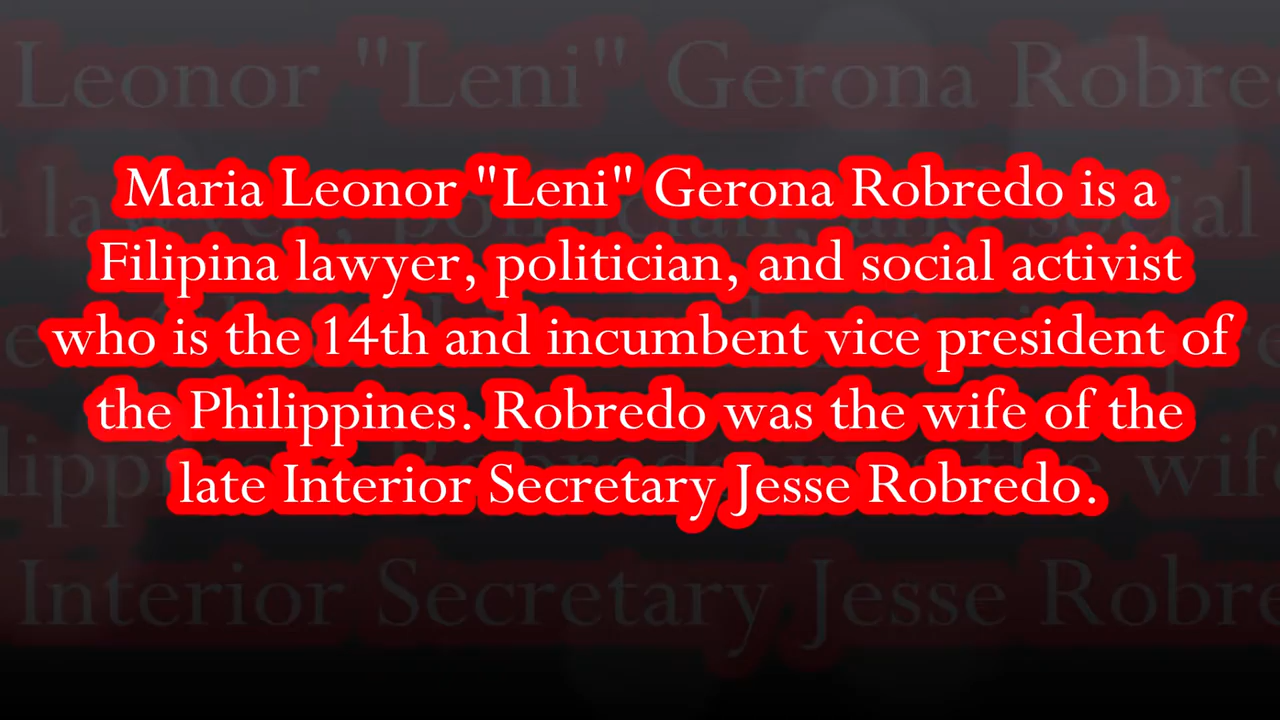 Maria Leonor "Leni" Gerona Robredo is a
Filipina lawyer, politician, and social activist
who is the 14th and incumbent vice president of
the Philippines. Robredo was the wife of the
late Interior Secretary Jesse Robredo.